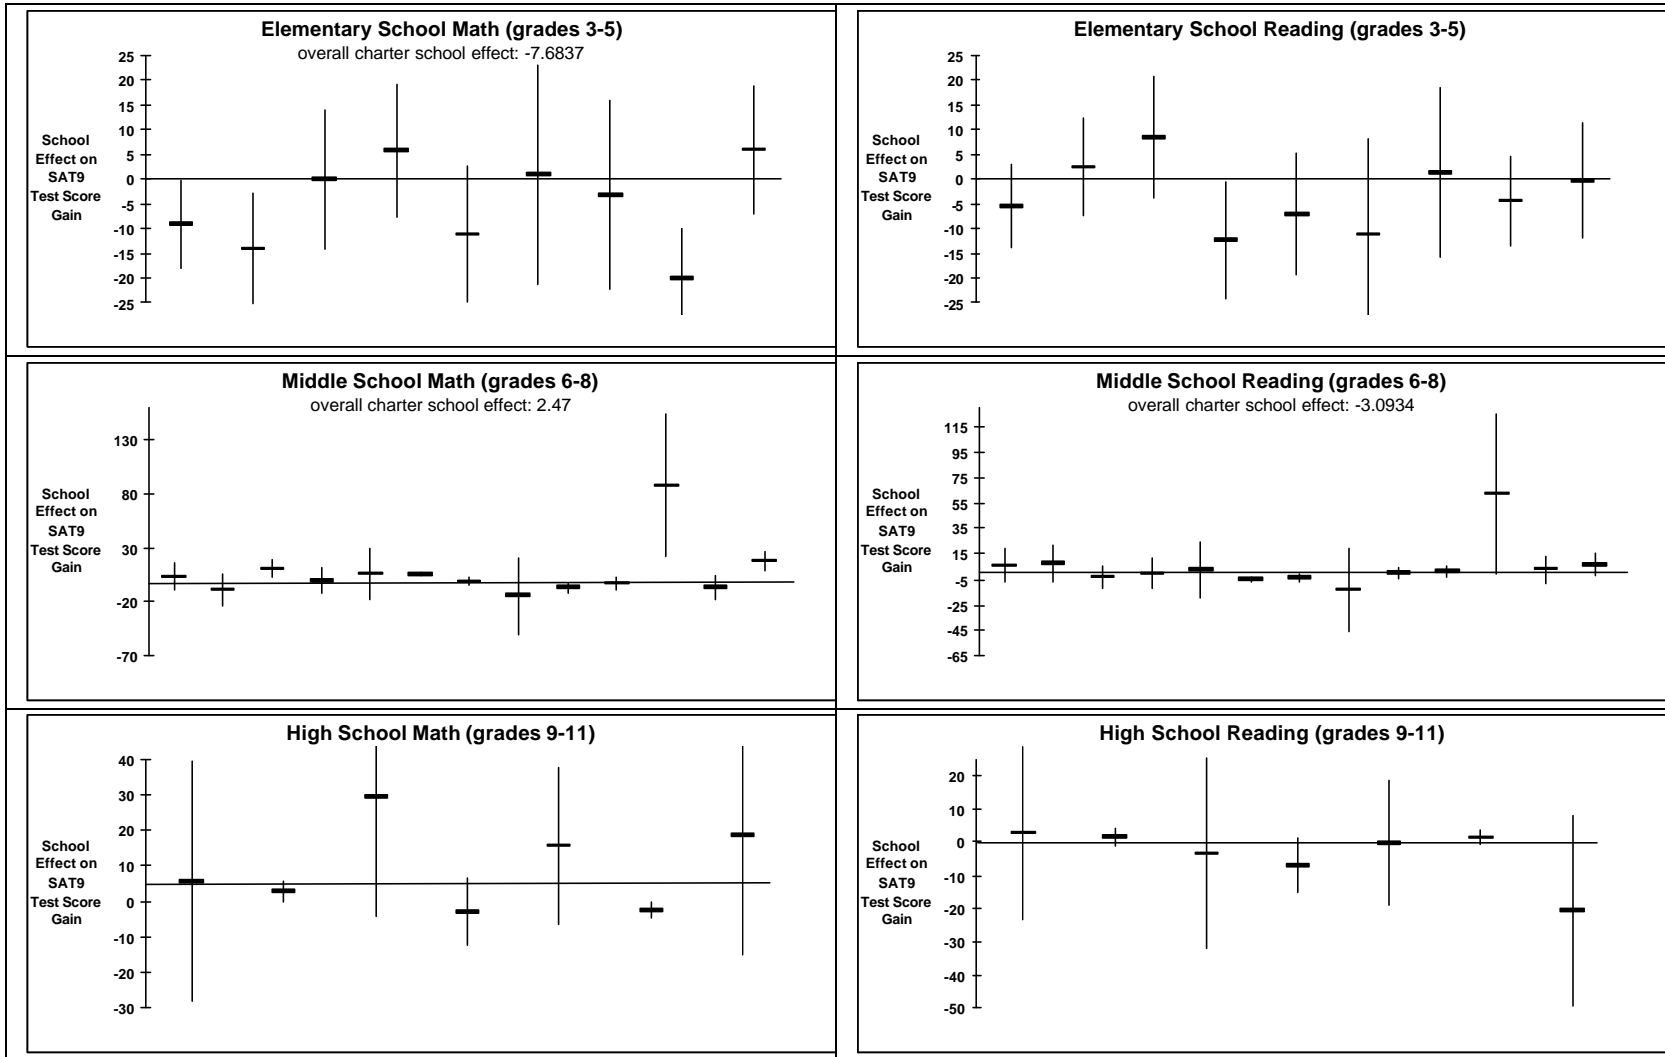 Elementary School Math (grades 3-5)
overall charter school effect: -7.6837
25
20
15
10
5
0
-5
-10
-15
-20
-25
School
Effect on
SAT9
Test Score
Gain
Elementary School Reading (grades 3-5)
25
20
15
10
5
0
-5
-10
-15
-20
-25
School
Effect on
SAT9
Test Score
Gain
Middle School Math (grades 6-8)
overall charter school effect: 2.47
130
80
30
-20
-70
School
Effect on
SAT9
Test Score
Gain
Middle School Reading (grades 6-8)
overall charter school effect: -3.0934
115
95
75
55
35
15
-5
-25
-45
-65
School
Effect on
SAT9
Test Score
Gain
High School Math (grades 9-11)
40
30
20
10
0
-10
-20
-30
School
Effect on
SAT9
Test Score
Gain
High School Reading (grades 9-11)
20
10
0
-10
-20
-30
-40
-50
School
Effect on
SAT9
Test Score
Gain